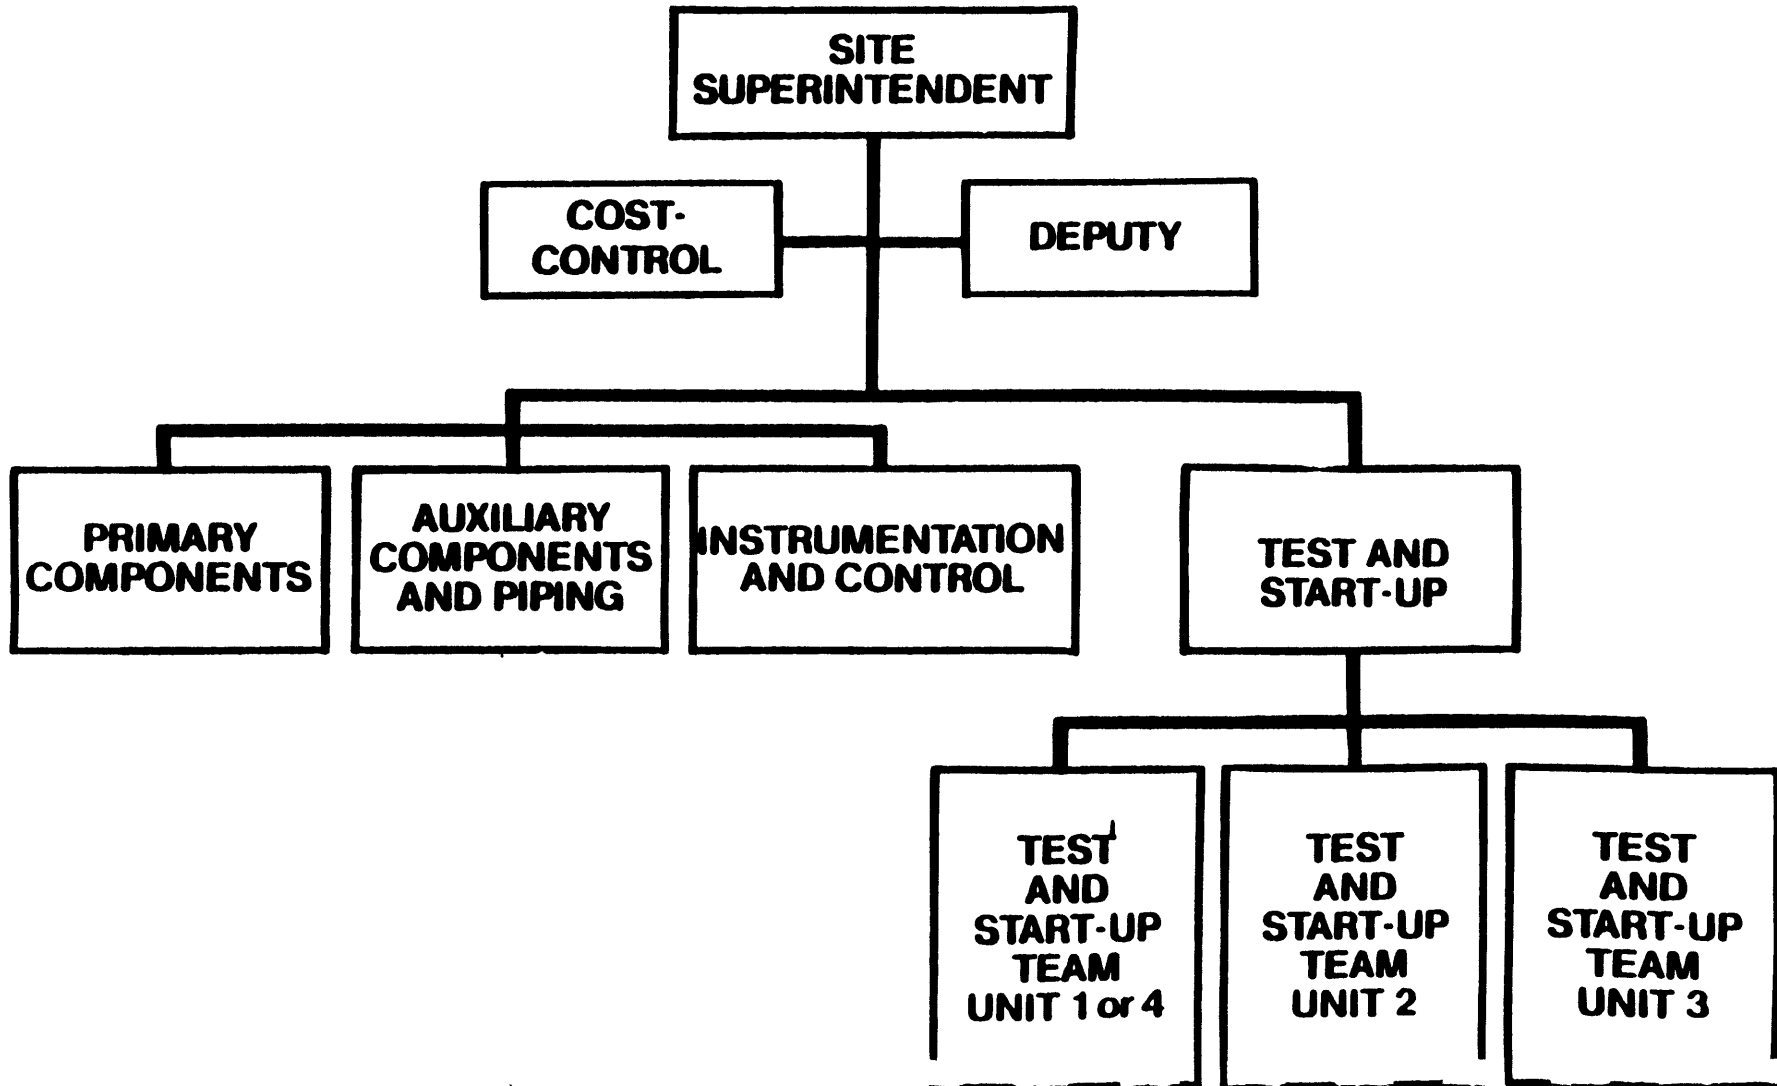 SITE
SUPERINTENDENT
COST-
CONTROL
DEPUTY
PRIMARY
COMPONENTS
AUXILIARY
COMPONENTS
AND PIPING
INSTRUMENTATION
AND CONTROL
TEST AND
START-UP
TEST
AND
START-UP
TEAM
UNIT 1 or 4
TEST
AND
START-UP
TEAM
UNIT 2
TEST
AND
START-UP
TEAM
UNIT 3